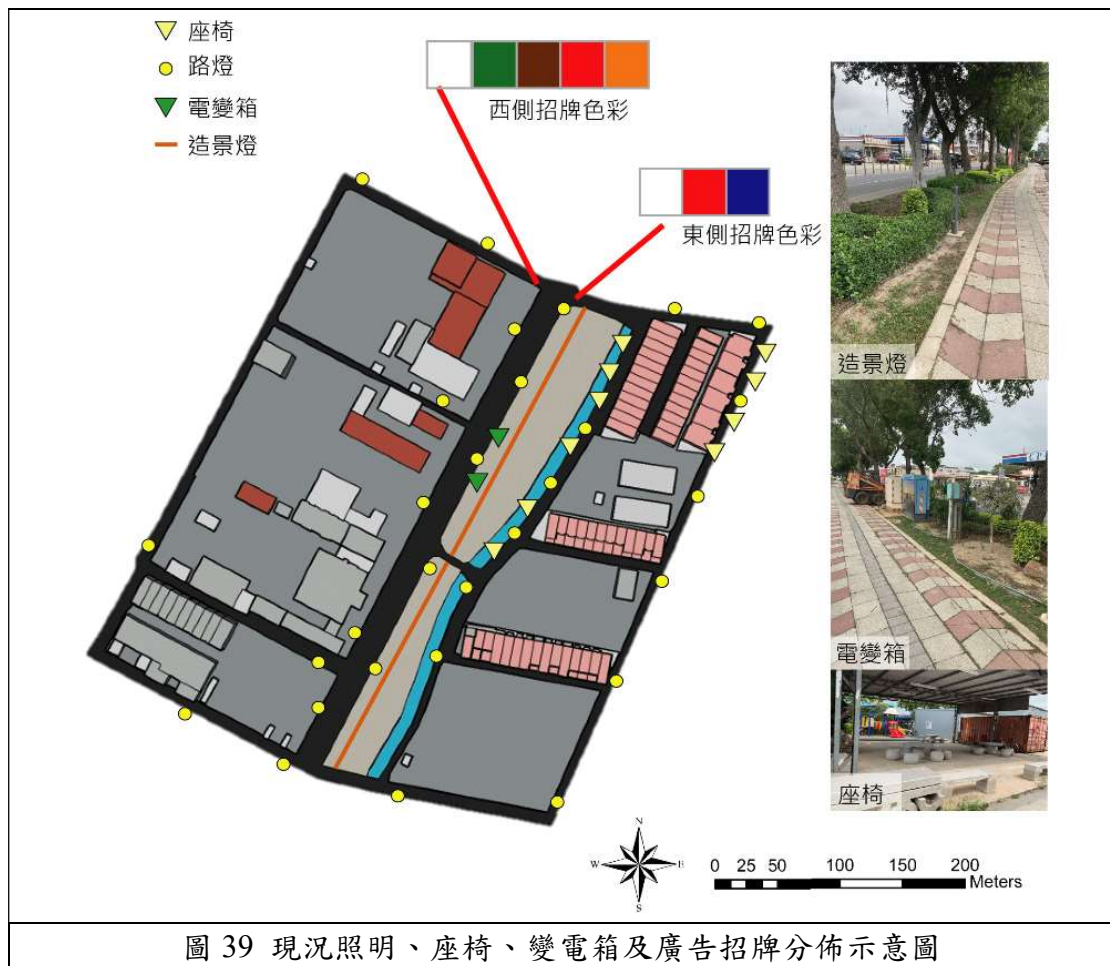 座椅
路燈
電變箱
造景燈
西側招牌色彩
東側招牌色彩
造景燈
電變箱
座椅
N
W
E
S
0 25 50 100 150 200
Meters
圖 39 現況照明、座椅、變電箱及廣告招牌分佈示意圖